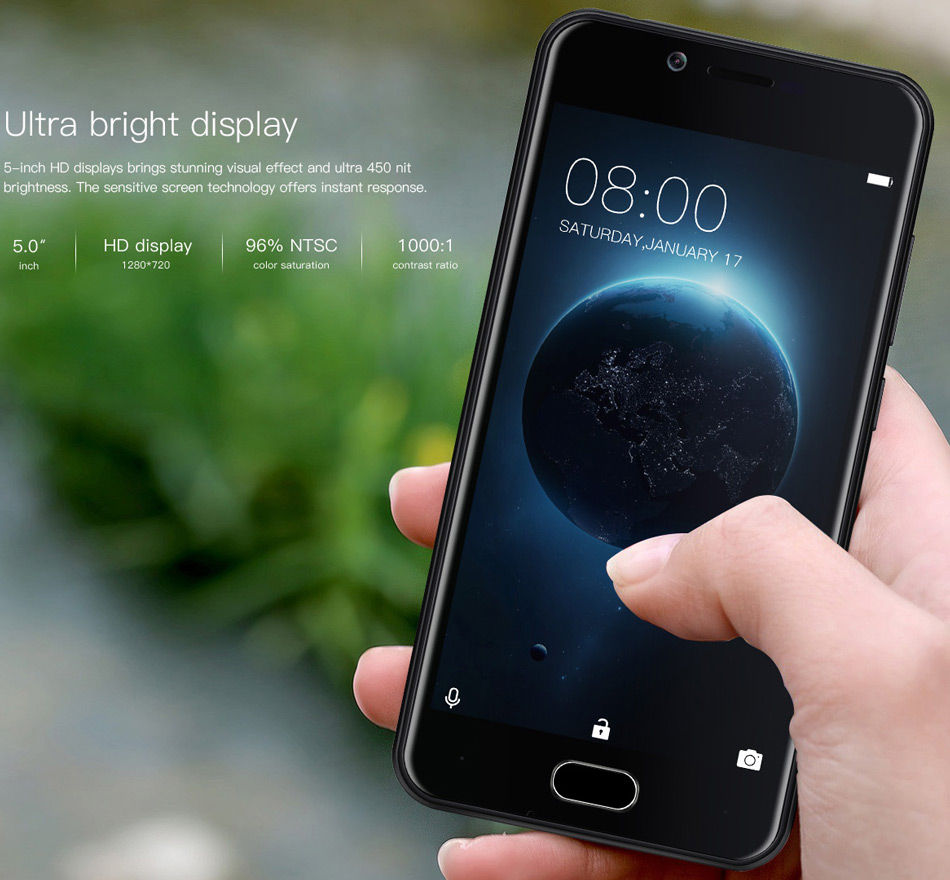 Ultra bright display
5-inch HD displays brings stunning visual effect and ultra 450 nit
brightness. The sensitive screen technology offers instant response.
5.0"
inch
HD display
1280*720
96% NTSC
color saturation
1000:1
contrast ratio
08:00
SATURDAY,JANUARY 17